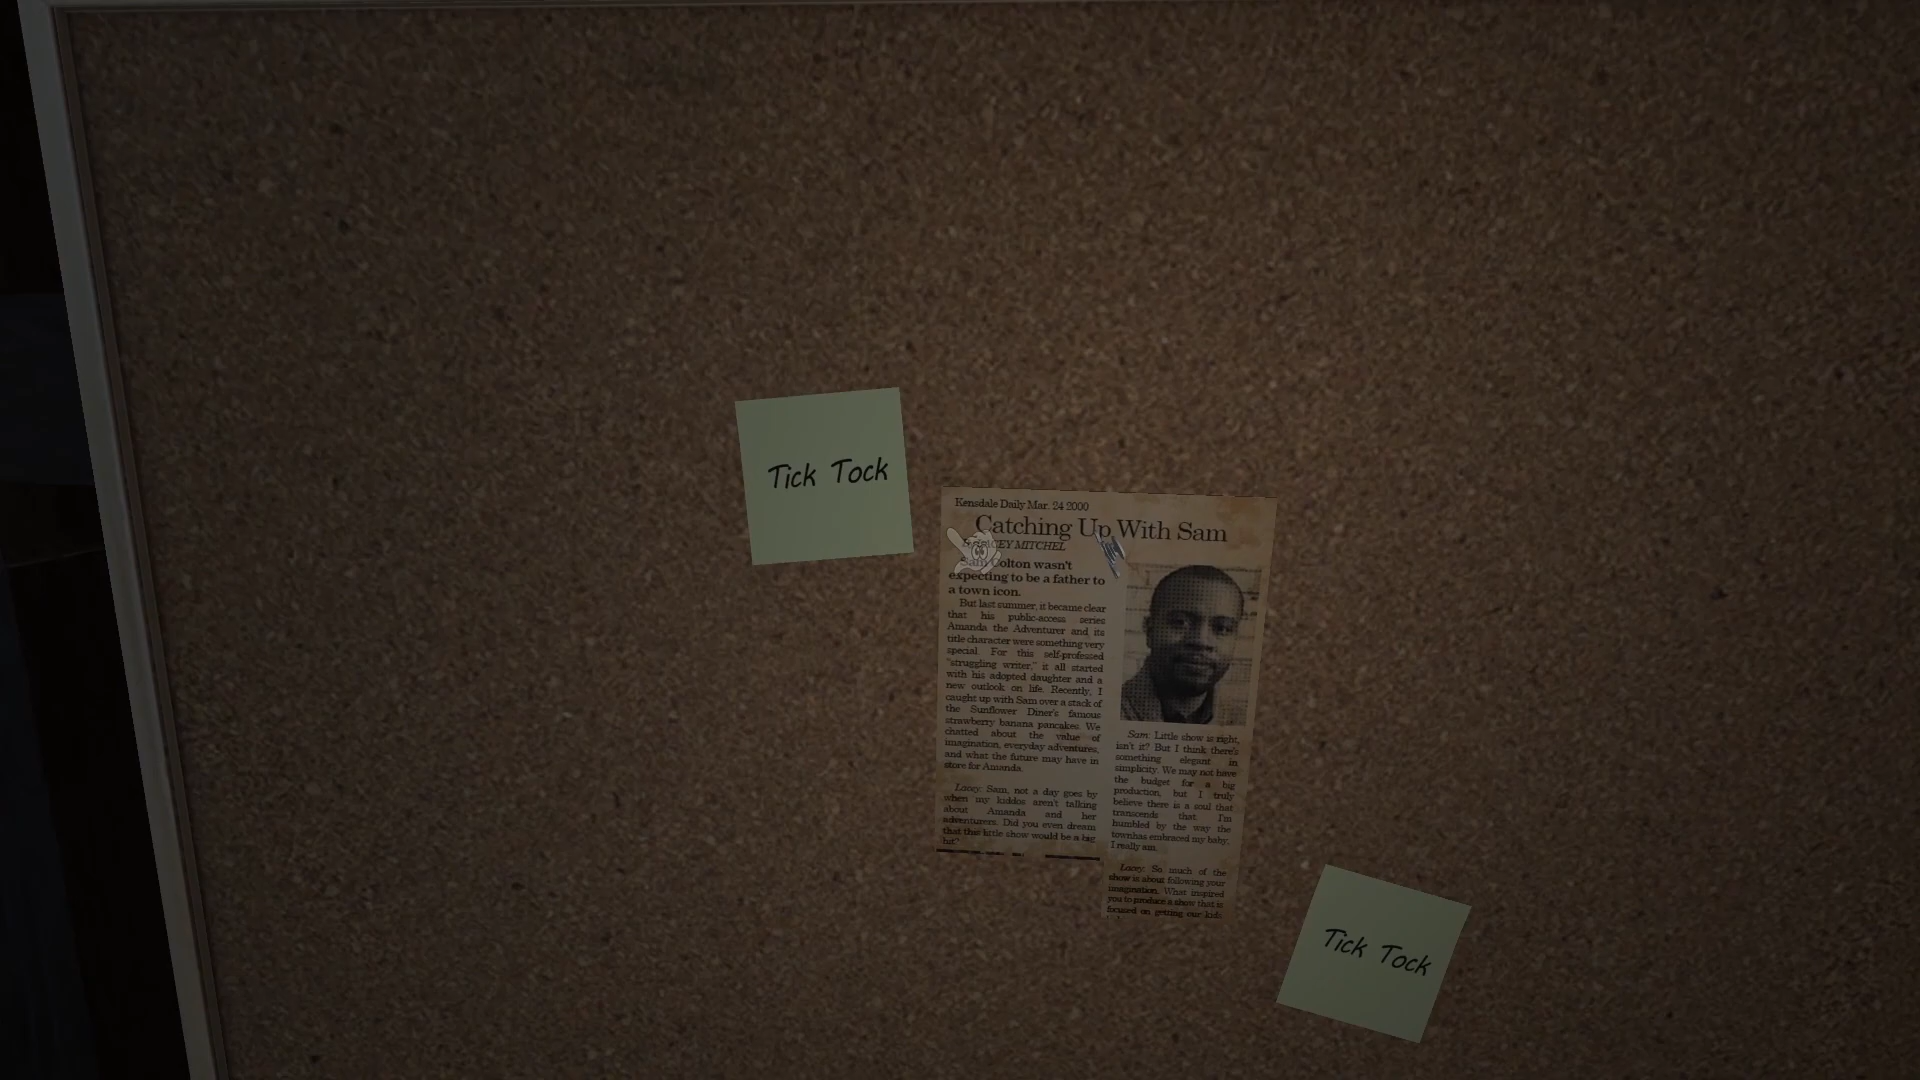 Tick Tock
Kensdale Daily Mar. 24 2000
Catching Up With Sam
MITCHEL
Sam Colton wasn't
expecting to be a father to
a town icon.
But last summer, it became clear
that his public-access series
Amanda the Adventurer and its
title character were something very
special. For this self-professed
"struggling writer," it all started
with his adopted daughter and a
new outlook on life. Recently, I
caught up with Sam over a stack of
the Sunflower Diner's famous
strawberry banana pancakes. We
chatted about the value of
imagination, everyday adventures,
and what the future may have in
store for Amanda.
Lacey: Sam, not a day goes by
when my kiddos aren't talking
about Amanda and her
adventurers. Did you even dream
that this little show would be a big
hit?
Sam: Little show is right,
isn't it? But I think there's
something elegant in
simplicity. We may not have
the budget for a big
production, but I truly
believe there is a soul that
transcends that. I'm
humbled by the way the
townhas embraced my baby,
I really am.
Lacey: So much of the
show is about following your
imagination. What inspired
you to produce a show that is
focused on getting our kids
Tick Tock